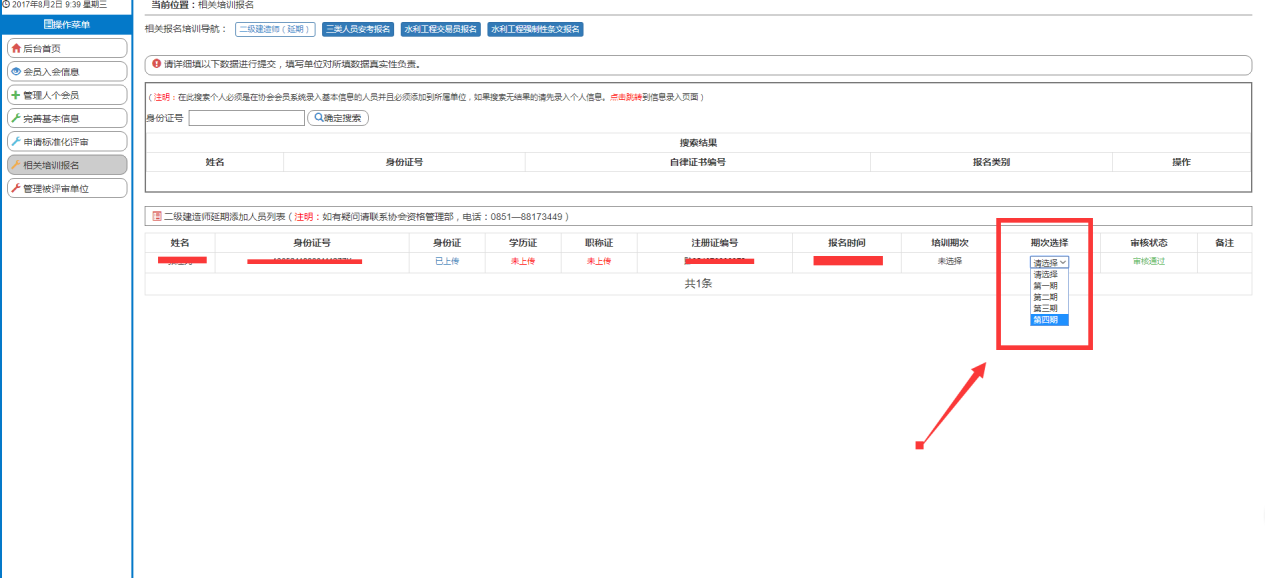 2017年8月2日 9:39 星期三
操作菜单
后台首页
会员入会信息
管理人个会员
完善基本信息
申请标准化评审
相关培训报名
管理被评审单位
当前位置：相关培训报名
相关报名培训导航： 二级建造师（延期） 三类人员安考报名 水利工程交易员报名 水利工程强制性条文报名
请详细填以下数据进行提交，填写单位对所填数据真实性负责。
（注明：在此搜索个人必须是在协会会员系统录入基本信息的人员并且必须添加到所属单位，如果搜索无结果的请先录入个人信息。点击跳转到信息录入页面）
身份证号 确定搜索
搜索结果
姓名 身份证号 自律证书编号 报名类别 操作
二级建造师延期添加人员列表（注明：如有疑问请联系协会资格管理部，电话：0851—88173449）
姓名 身份证号 身份证 学历证 职称证 注册证编号 报名时间 培训期次 期次选择 审核状态 备注
已上传 未上传 未上传 未选择 请选择 审核通过
请选择
第一期
第二期
第三期
第四期
共1条